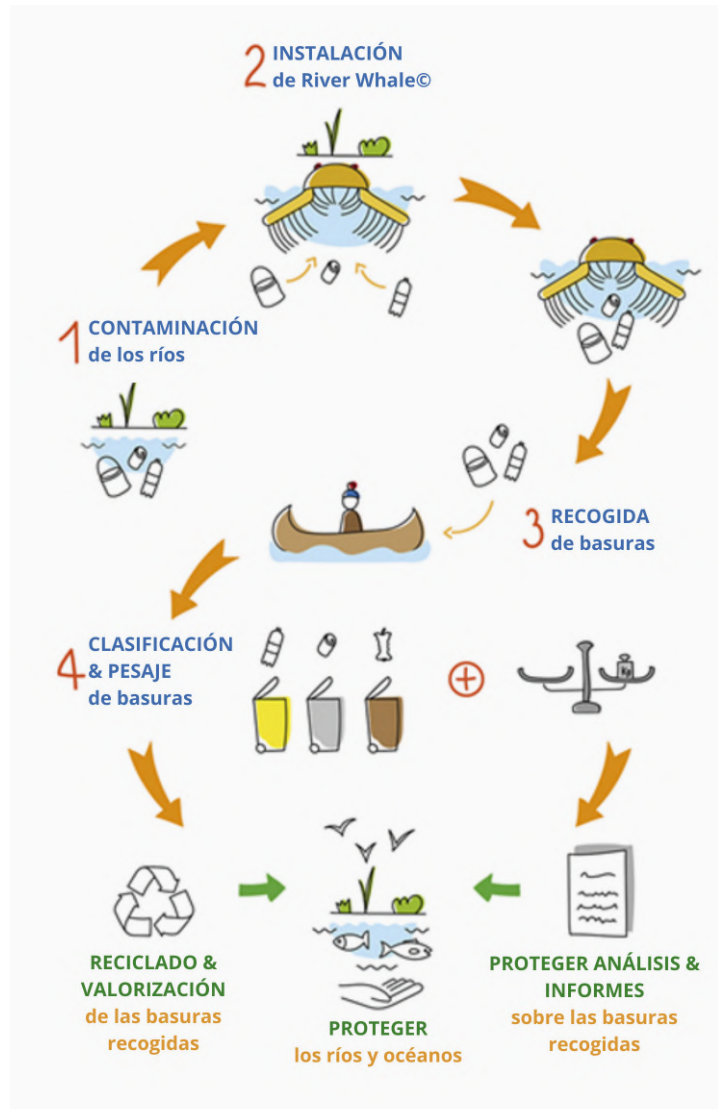 2 INSTALACIÓN
de River Whale©
1 CONTAMINACIÓN
de los ríos
3 RECOGIDA
de basuras
4 CLASIFICACIÓN
& PESAJE
de basuras
Kg
RECICLADO &
VALORIZACIÓN
de las basuras
recogidas
PROTEGER
los ríos y océanos
PROTEGER ANÁLISIS &
INFORMES
sobre las basuras
recogidas